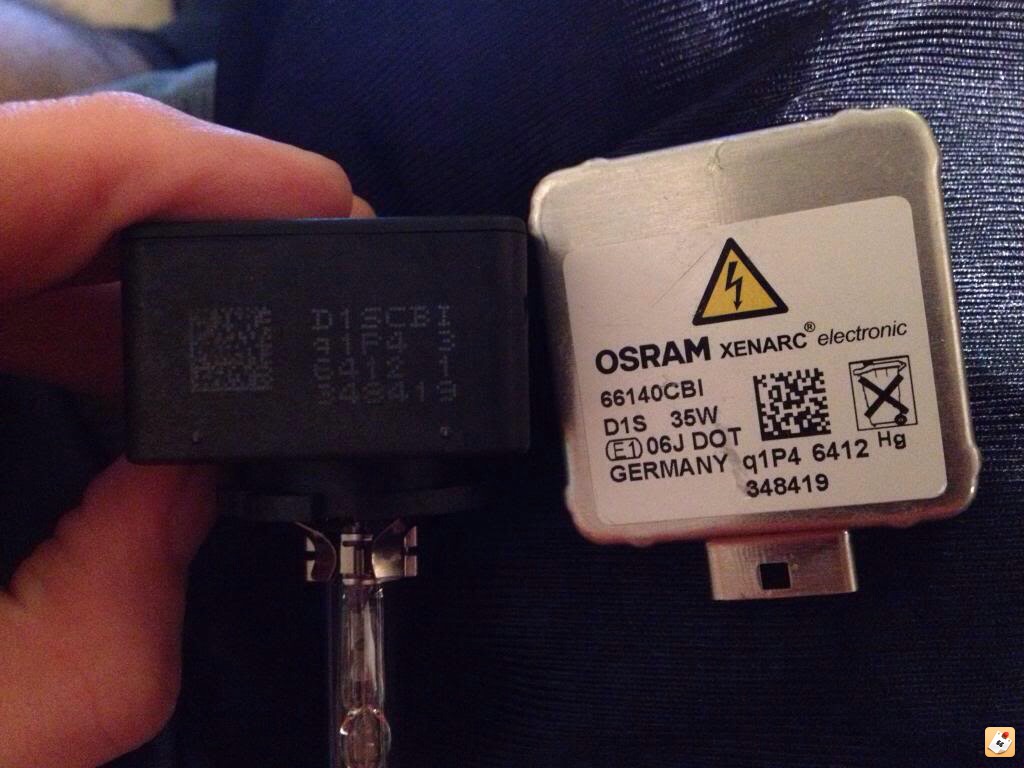 D1SCBI
q1P4 3
6412 1
348419
OSRAM XENARC® electronic
66140CBI
D1S 35W
E1 06J DOT
GERMANY q1P4 6412 Hg
348419